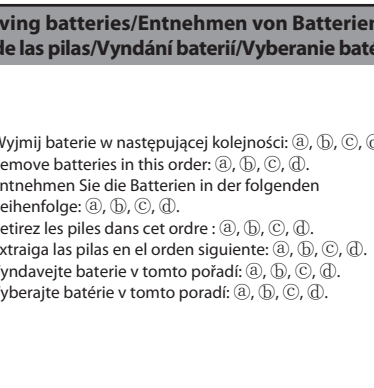 ving batteries/Entnehmen von Batterien
de las pilas/Vyndání baterií/Vyberanie baté
Wyjmij baterie w następującej kolejności: ⓐ, ⓑ, ⓒ, ⓓ
emove batteries in this order: ⓐ, ⓑ, ⓒ, ⓓ.
ntnehmen Sie die Batterien in der folgenden
eihenfolge: ⓐ, ⓑ, ⓒ, ⓓ.
etirez les piles dans cet ordre : ⓐ, ⓑ, ⓒ, ⓓ.
xtraiga las pilas en el orden siguiente: ⓐ, ⓑ, ⓒ, ⓓ.
yndavejte baterie v tomto pořadí: ⓐ, ⓑ, ⓒ, ⓓ.
yberajte batérie v tomto poradí: ⓐ, ⓑ, ⓒ, ⓓ.